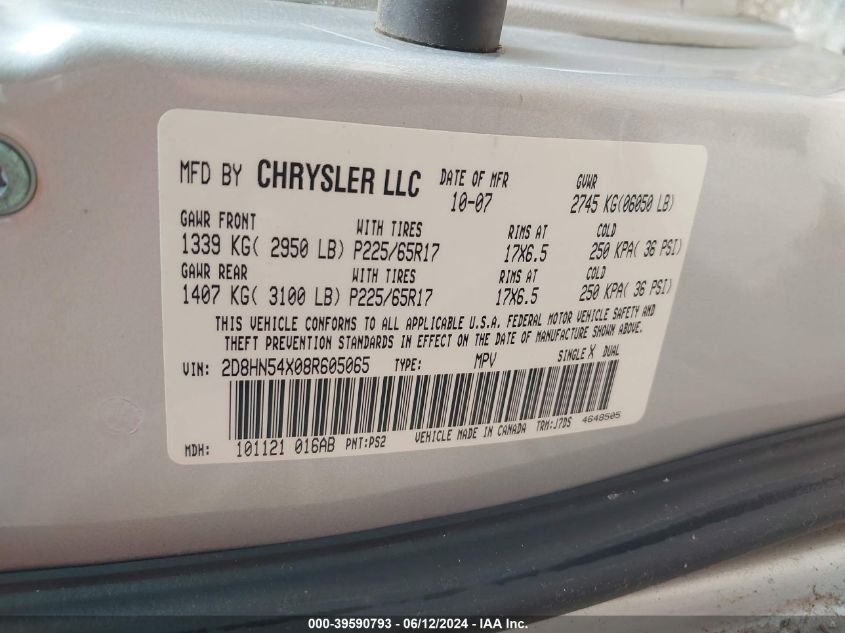 MFD BY CHRYSLER LLC DATE OF MFR GVWR
10-07 2745 KG(06050 LB)
GAWR FRONT WITH TIRES RIMS AT COLD
1339 KG( 2950 LB) P225/65R17 17X6.5 250 KPA( 36 PSI)
GAWR REAR WITH TIRES RIMS AT COLD
1407 KG( 3100 LB) P225/65R17 17X6.5 250 KPA( 36 PSI)
THIS VEHICLE CONFORMS TO ALL APPLICABLE U.S.A. FEDERAL MOTOR VEHICLE SAFETY AND
THEFT PREVENTION STANDARDS IN EFFECT ON THE DATE OF MANUFACTURE SHOWN ABOVE.
VIN: 2D8HN54X08R605065 TYPE: MPV SINGLE X DUAL
MDH: 101121 016AB PNT:PS2 VEHICLE MADE IN CANADA TRM:J7DS 4648505
000-39590793 - 06/12/2024 - IAA Inc.